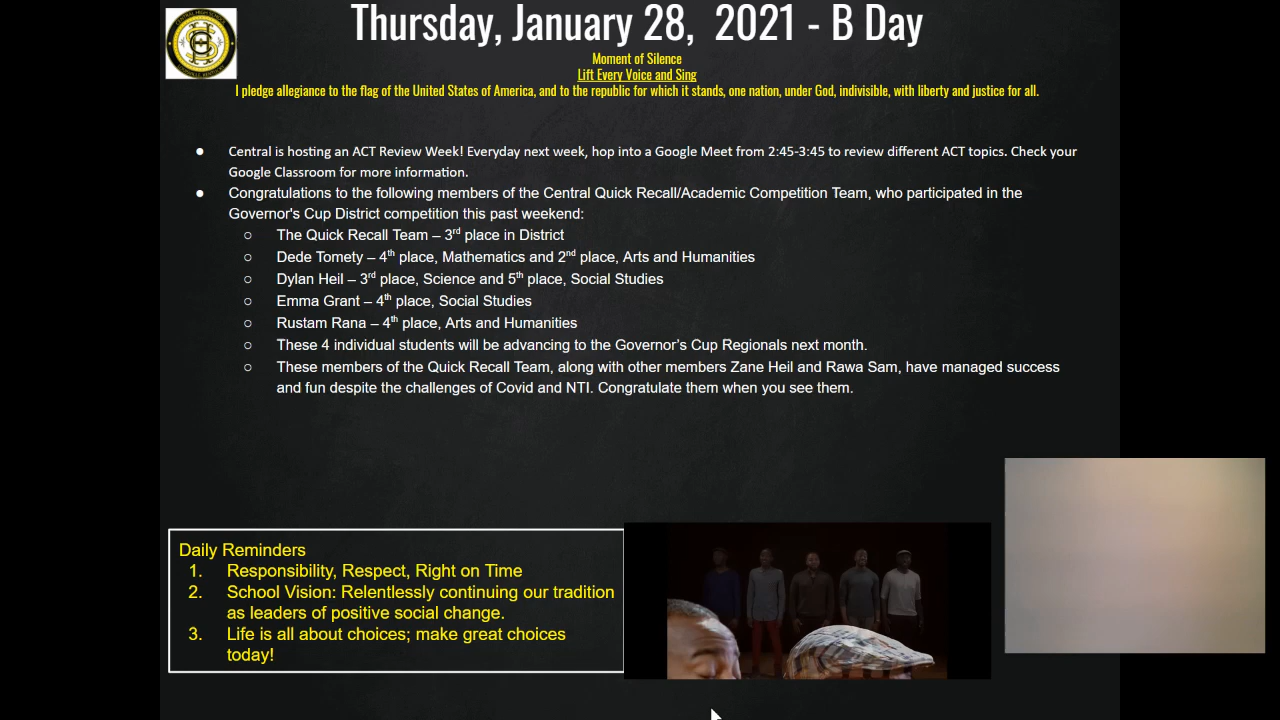 Thursday, January 28, 2021 - B Day
Moment of Silence
Lift Every Voice and Sing
I pledge allegiance to the flag of the United States of America, and to the republic for which it stands, one nation, under God, indivisible, with liberty and justice for all.
● Central is hosting an ACT Review Week! Everyday next week, hop into a Google Meet from 2:45-3:45 to review different ACT topics. Check your
Google Classroom for more information.
● Congratulations to the following members of the Central Quick Recall/Academic Competition Team, who participated in the
Governor's Cup District competition this past weekend:
○ The Quick Recall Team – 3rd place in District
○ Dede Tomety – 4th place, Mathematics and 2nd place, Arts and Humanities
○ Dylan Heil – 3rd place, Science and 5th place, Social Studies
○ Emma Grant – 4th place, Social Studies
○ Rustam Rana – 4th place, Arts and Humanities
○ These 4 individual students will be advancing to the Governor's Cup Regionals next month.
○ These members of the Quick Recall Team, along with other members Zane Heil and Rawa Sam, have managed success
and fun despite the challenges of Covid and NTI. Congratulate them when you see them.
Daily Reminders
1. Responsibility, Respect, Right on Time
2. School Vision: Relentlessly continuing our tradition
as leaders of positive social change.
3. Life is all about choices; make great choices
today!